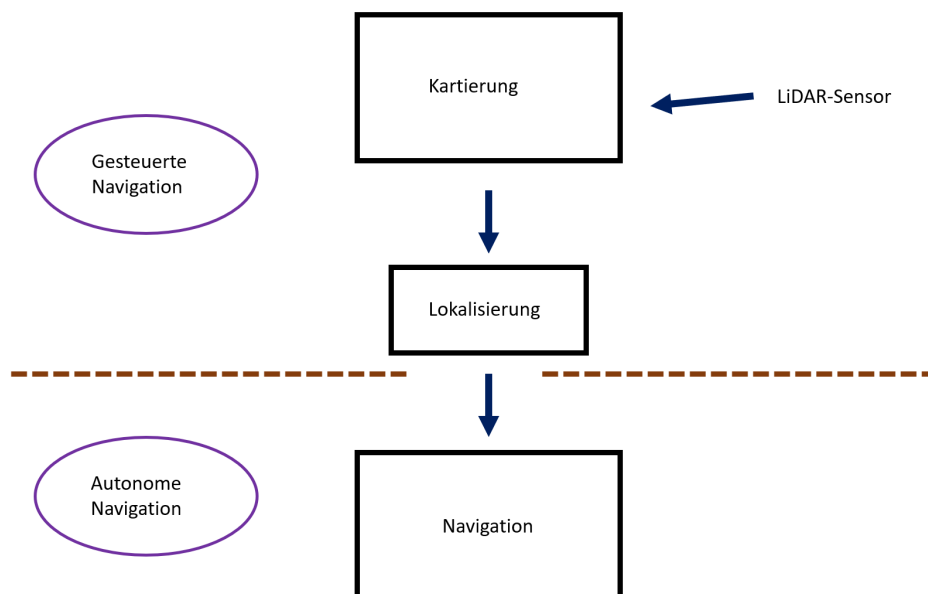 Kartierung
LiDAR-Sensor
Gesteuerte
Navigation
Lokalisierung
Autonome
Navigation
Navigation